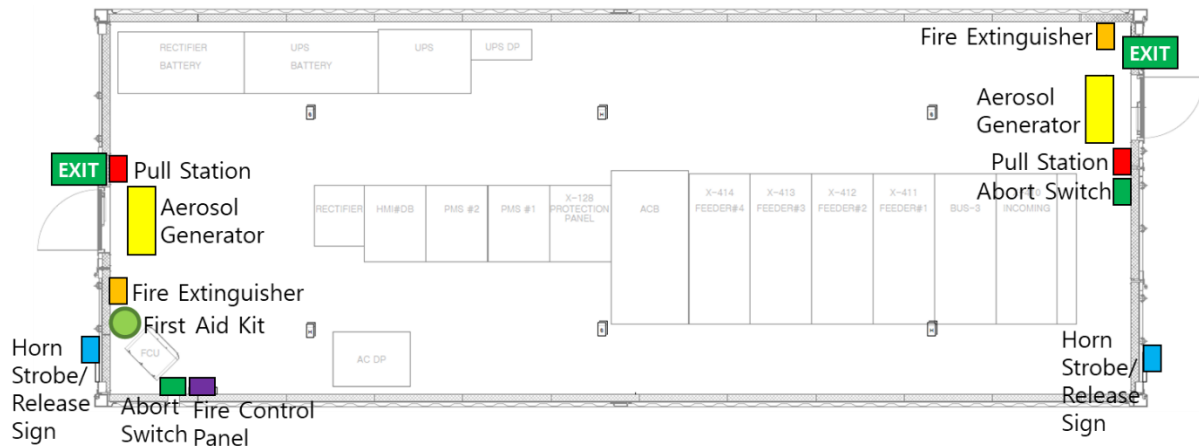 RECTIFIER
BATTERY
UPS
BATTERY
UPS
UPS DP
Fire Extinguisher
EXIT
Aerosol
Generator
EXIT
Pull Station
Pull Station
Abort Switch
Aerosol
Generator
RECTIFIER
HMI#DB
PMS #2
PMS #1
X-128
PROTECTION
PANEL
ACB
X-414
FEEDER#4
X-413
FEEDER#3
X-412
FEEDER#2
X-411
FEEDER#1
BUS-3
INCOMING
Fire Extinguisher
First Aid Kit
FCU
AC DP
Horn
Strobe/
Release
Sign
Abort
Switch
Fire Control
Panel
Horn
Strobe/
Release
Sign